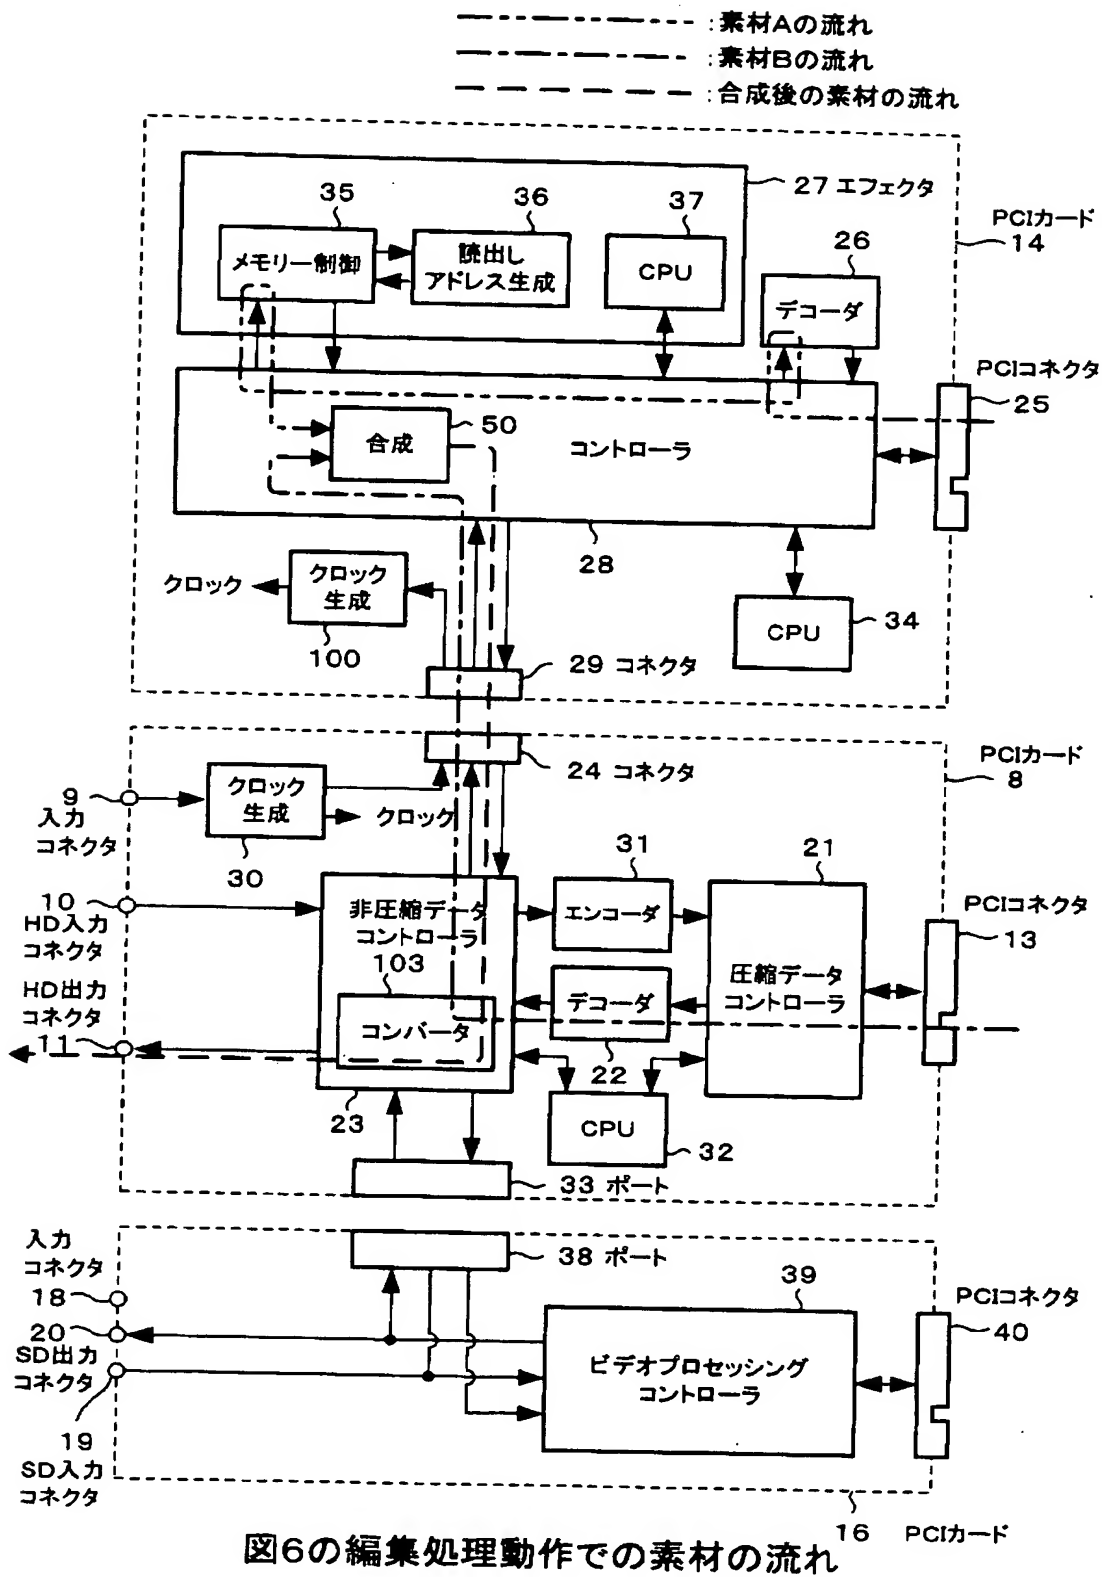 :素材Aの流れ
:素材Bの流れ
:合成後の素材の流れ
27 エフェクタ
PCIカード
14
35
36
37
26
メモリー制御
読出し
アドレス生成
CPU
デコーダ
PCIコネクタ
25
50
合成
コントローラ
28
クロック
クロック
生成
100
CPU
34
29 コネクタ
PCIカード
8
24 コネクタ
9
入力
コネクタ
クロック
生成
クロック
30
31
21
10
HD入力
コネクタ
非圧縮データ
コントローラ
エンコーダ
PCIコネクタ
13
103
HD出力
コネクタ
11
コンバータ
デコーダ
圧縮データ
コントローラ
22
23
CPU
32
33 ポート
入力
コネクタ
38 ポート
18
39
PCIコネクタ
40
20
SD出力
コネクタ
ビデオプロセッシング
コントローラ
19
SD入力
コネクタ
16
PCIカード
図6の編集処理動作での素材の流れ